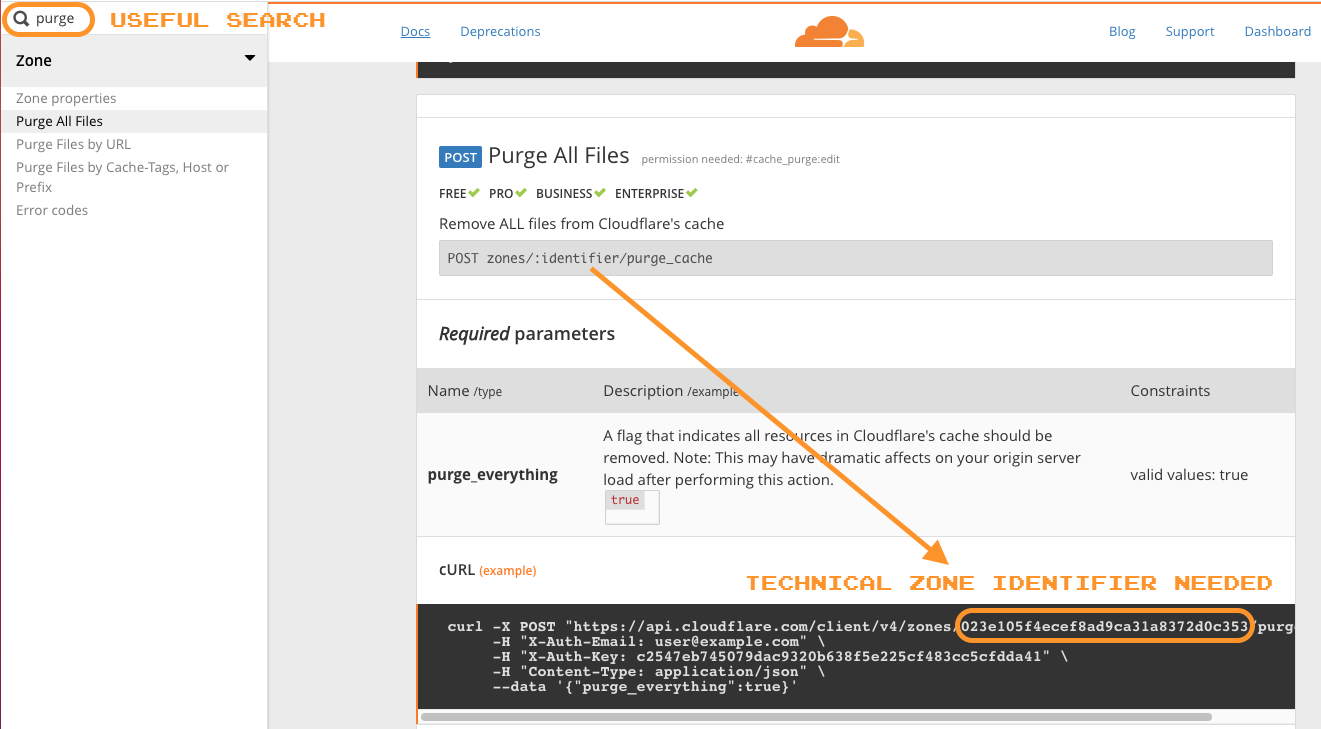 purge
USEFUL SEARCH
Docs
Deprecations
Blog
Support
Dashboard
Zone
Zone properties
Purge All Files
Purge Files by URL
Purge Files by Cache-Tags, Host or
Prefix
Error codes
POST Purge All Files permission needed: #cache_purge:edit
FREE PRO BUSINESS ENTERPRISE
Remove ALL files from Cloudflare's cache
POST zones/:identifier/purge_cache
Required parameters
Name /type Description /example Constraints
purge_everything
A flag that indicates all resources in Cloudflare's cache should be
removed. Note: This may have dramatic affects on your origin server
load after performing this action.
true
valid values: true
cURL (example)
TECHNICAL ZONE IDENTIFIER NEEDED
curl -X POST "https://api.cloudflare.com/client/v4/zones/023e105f4ecef8ad9ca31a8372d0c353/purg
-H "X-Auth-Email: user@example.com" \
-H "X-Auth-Key: c2547eb745079dac9320b638f5e225cf483cc5cfdda41" \
-H "Content-Type: application/json" \
--data '{"purge_everything":true}'